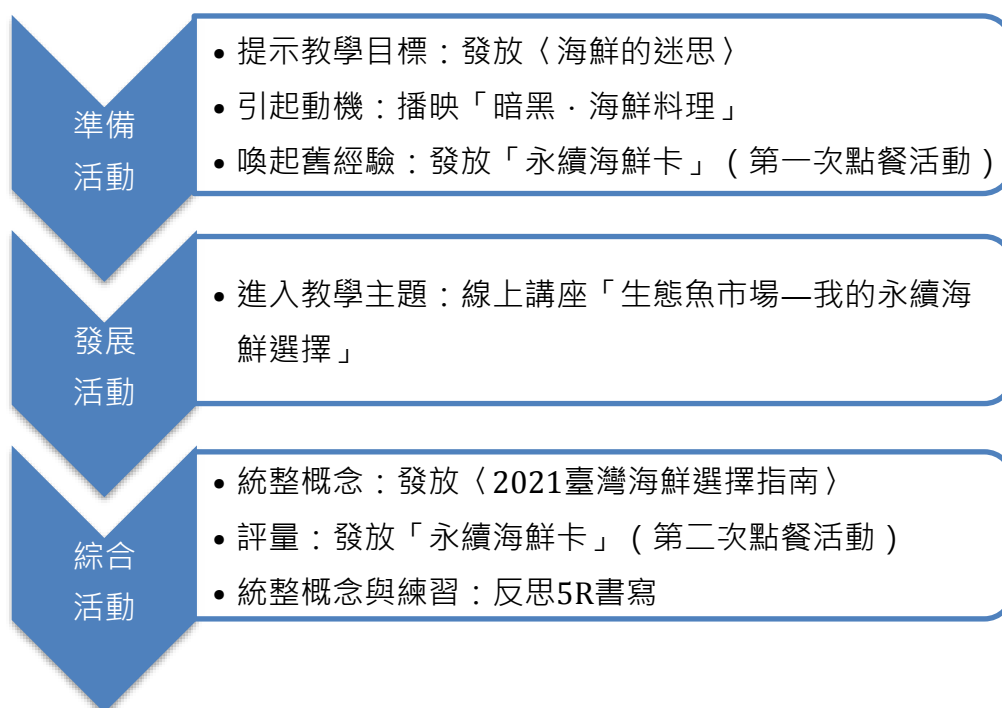 準備
活動
• 提示教學目標：發放〈海鮮的迷思〉
• 引起動機：播映「暗黑．海鮮料理」
• 喚起舊經驗：發放「永續海鮮卡」(第一次點餐活動)
發展
活動
• 進入教學主題：線上講座「生態魚市場—我的永續海
鮮選擇」
綜合
活動
• 統整概念：發放〈2021臺灣海鮮選擇指南〉
• 評量：發放「永續海鮮卡」(第二次點餐活動)
• 統整概念與練習：反思5R書寫